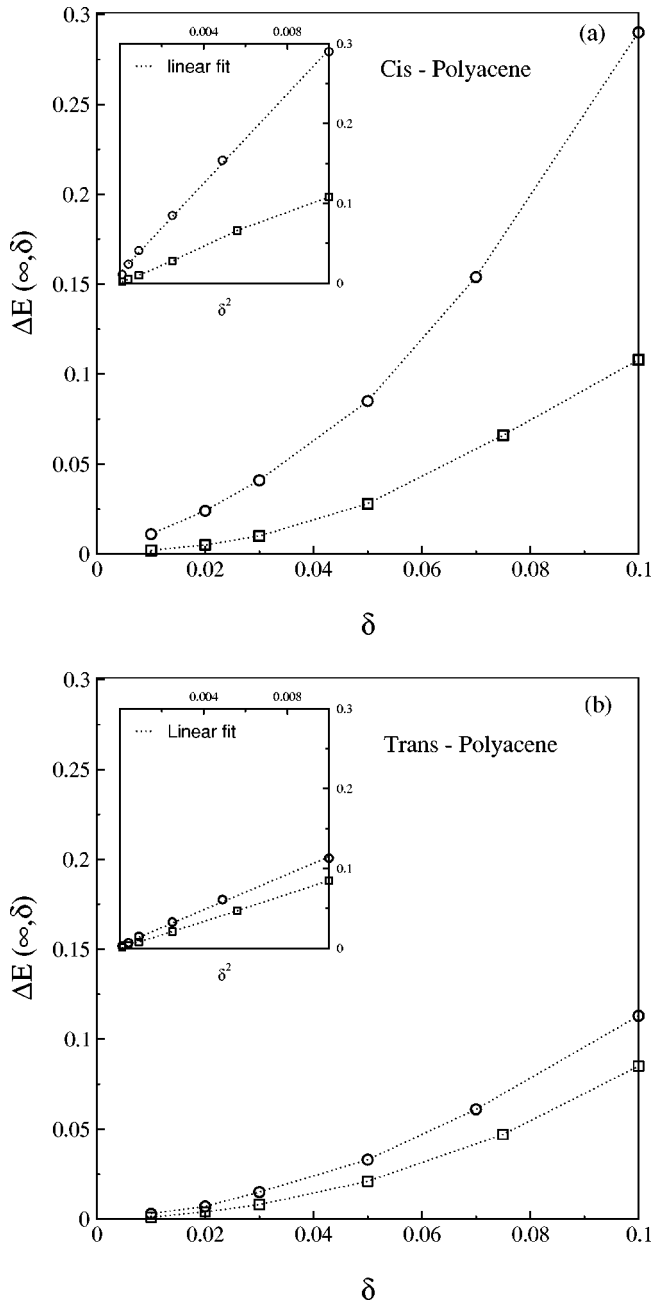 (a)
Cis - Polyacene
0.3
0.25
0.2
0.15
0.1
0.05
0
ΔE (∞,δ)
0 0.02 0.04 0.06 0.08 0.1
δ
0.004 0.008
linear fit
0.3
0.2
0.1
0
δ²
(b)
Trans - Polyacene
0.3
0.25
0.2
0.15
0.1
0.05
0
ΔE (∞,δ)
0 0.02 0.04 0.06 0.08 0.1
δ
0.004 0.008
Linear fit
0.3
0.2
0.1
0
δ²